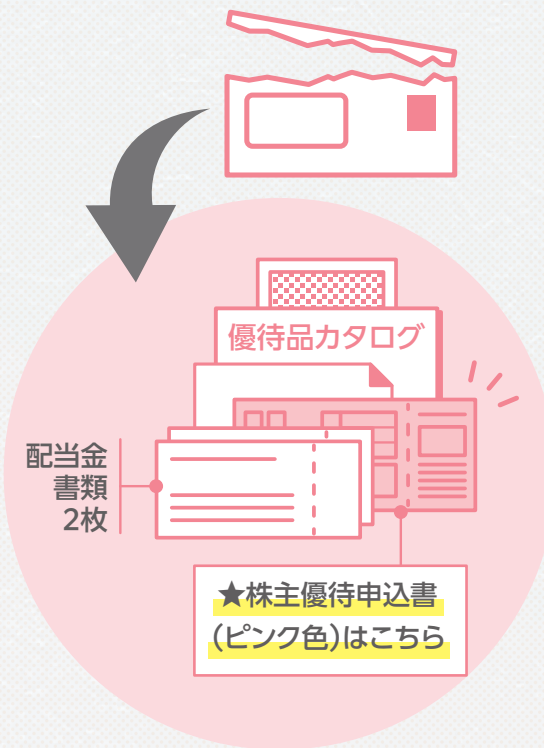 優待品カタログ
配当金
書類
2枚
★株主優待申込書
(ピンク色)はこちら